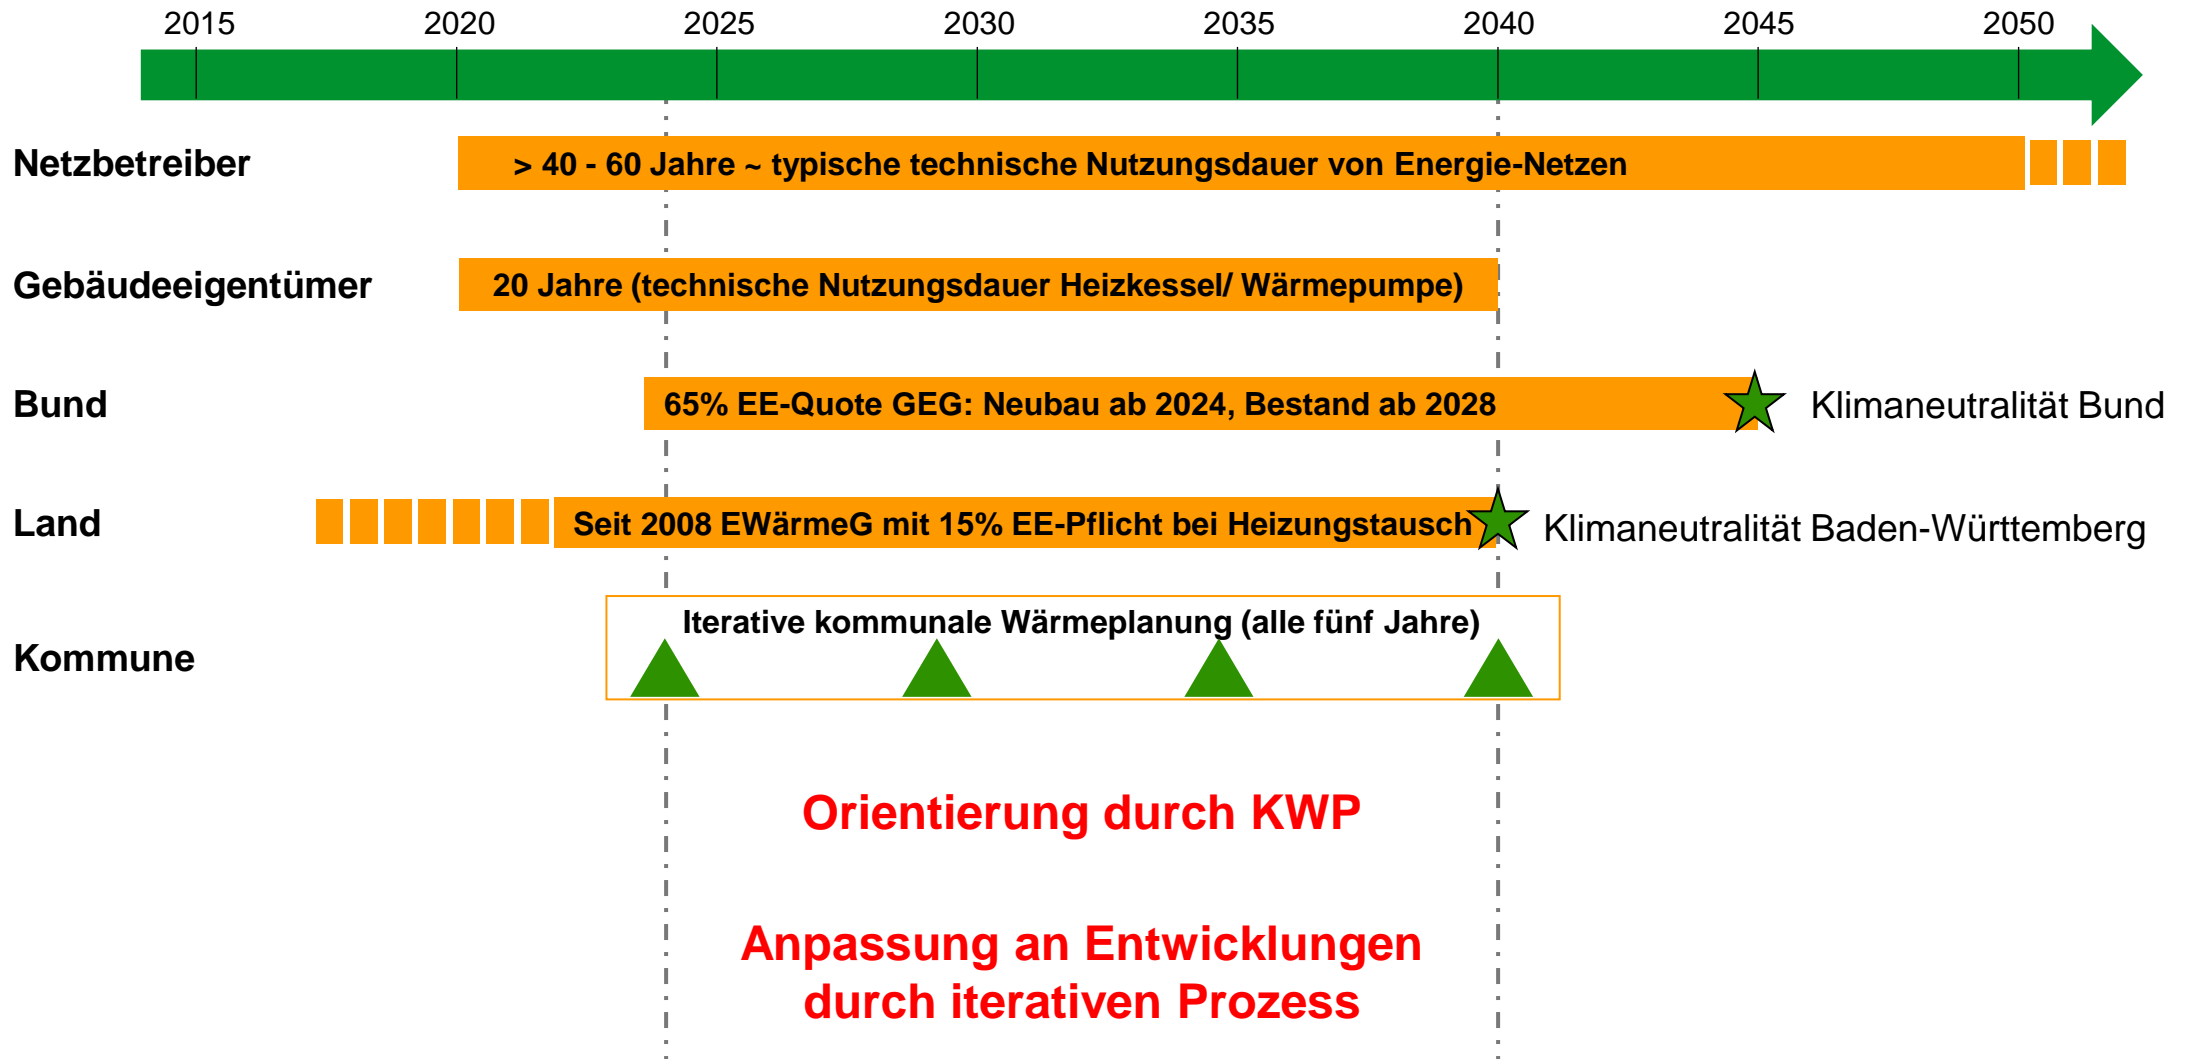 2015 2020 2025 2030 2035 2040 2045 2050
Netzbetreiber
> 40 - 60 Jahre ~ typische technische Nutzungsdauer von Energie-Netzen
Gebäudeeigentümer
20 Jahre (technische Nutzungsdauer Heizkessel/ Wärmepumpe)
Bund
65% EE-Quote GEG: Neubau ab 2024, Bestand ab 2028
Klimaneutralität Bund
Land
Seit 2008 EWärmeG mit 15% EE-Pflicht bei Heizungstausch
Klimaneutralität Baden-Württemberg
Kommune
Iterative kommunale Wärmeplanung (alle fünf Jahre)
Orientierung durch KWP
Anpassung an Entwicklungen
durch iterativen Prozess